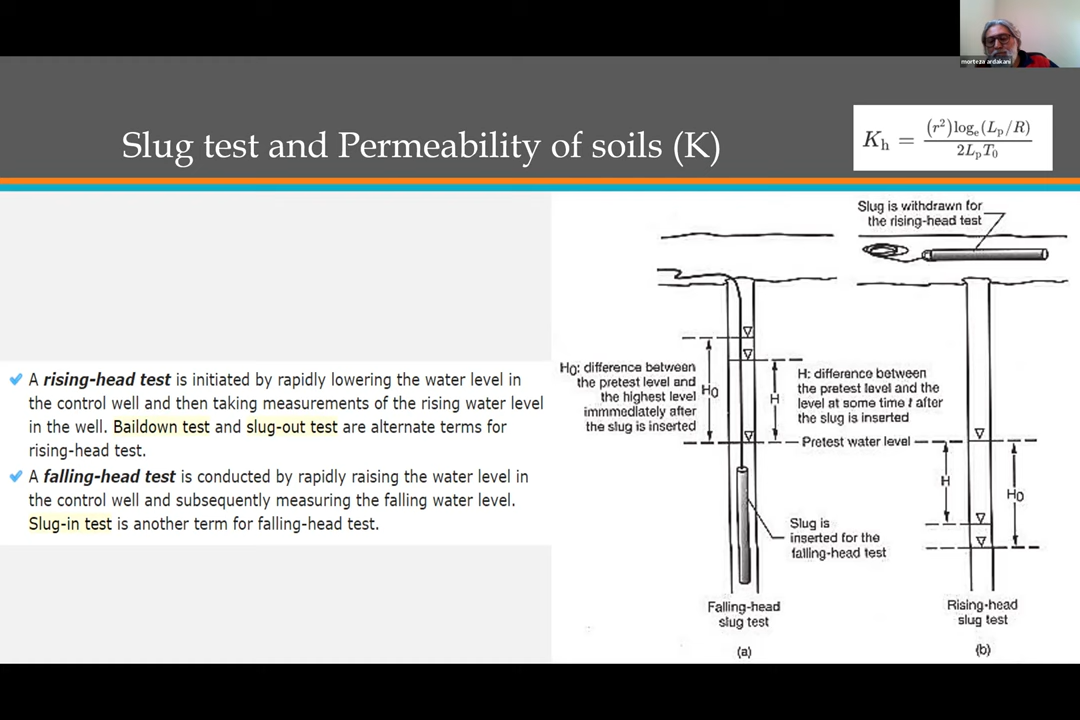 morteza ardakani
Slug test and Permeability of soils (K)
K_h = (r²)log_e(L_p/R) / 2L_pT_0
A rising-head test is initiated by rapidly lowering the water level in
the control well and then taking measurements of the rising water level
in the well. Baildown test and slug-out test are alternate terms for
rising-head test.
A falling-head test is conducted by rapidly raising the water level in
the control well and subsequently measuring the falling water level.
Slug-in test is another term for falling-head test.
Slug is withdrawn for
the rising-head test
H₀: difference between
the pretest level and
the highest level
immmediately after
the slug is inserted
H₀
H
H: difference between
the pretest level and the
level at some time t after
the slug is inserted
Pretest water level
H
H₀
Slug is
inserted for the
falling-head test
Falling-head
slug test
(a)
Rising-head
slug test
(b)